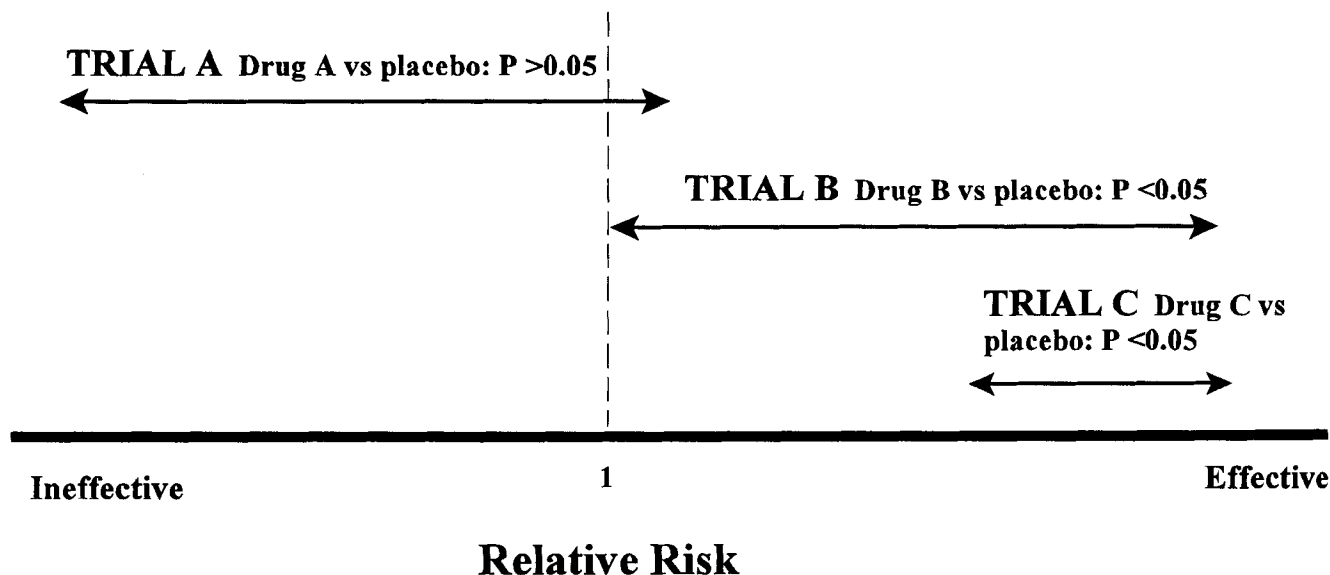 TRIAL A Drug A vs placebo: P >0.05
TRIAL B Drug B vs placebo: P <0.05
TRIAL C Drug C vs
placebo: P <0.05
Ineffective 1 Effective
Relative Risk